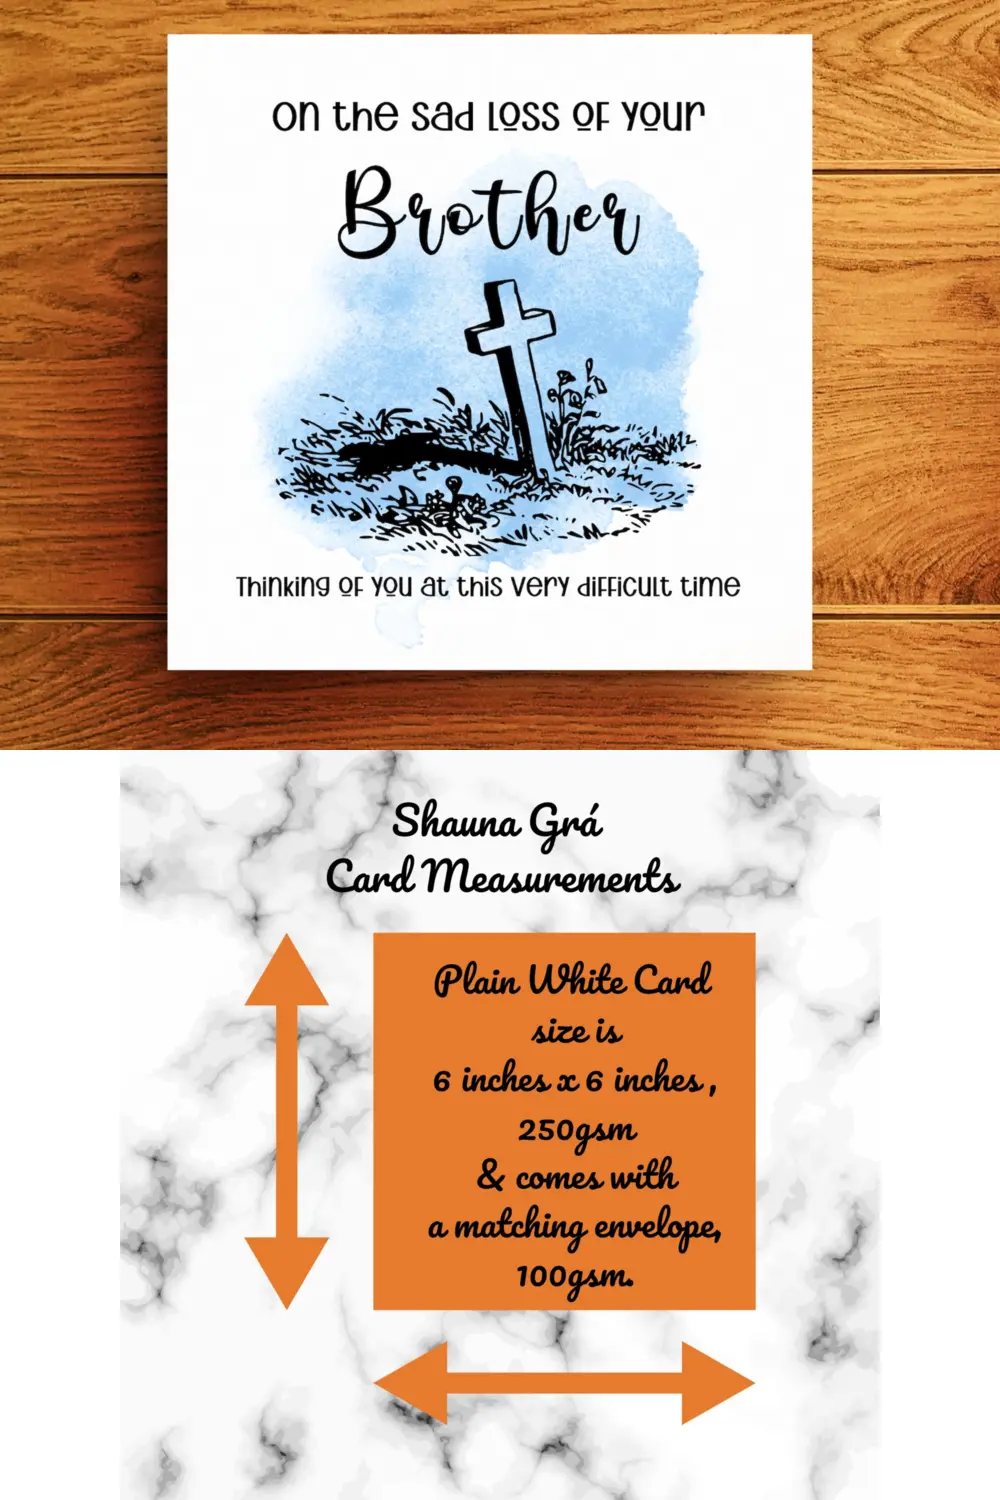 On the sad loss of your
Brother
Thinking of you at this very difficult time
Shauna Grá
Card Measurements
Plain White Card
size is
6 inches x 6 inches ,
250gsm
& comes with
a matching envelope,
100gsm.